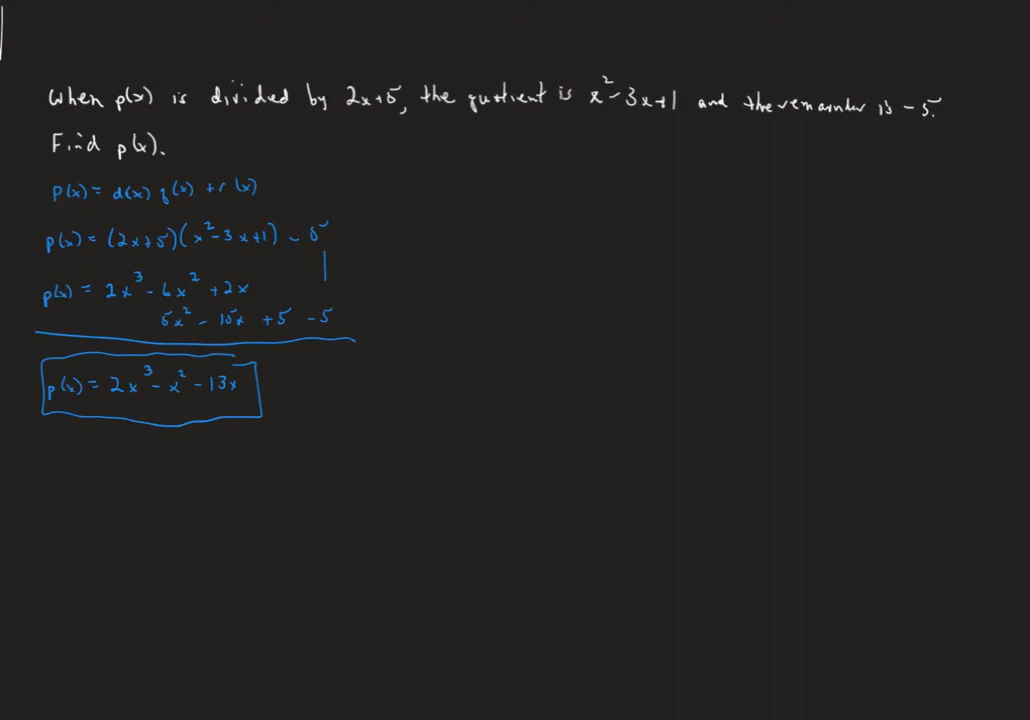 When p(x) is divided by 2x+5, the quotient is x²-3x+1 and the remainder is -5.
Find p(x).
p(x) = d(x) q(x) + r(x)
p(x) = (2x+5)(x²-3x+1) - 5
p(x) = 2x³ - 6x² + 2x
5x² - 15x + 5 - 5
p(x) = 2x³ - x² - 13x